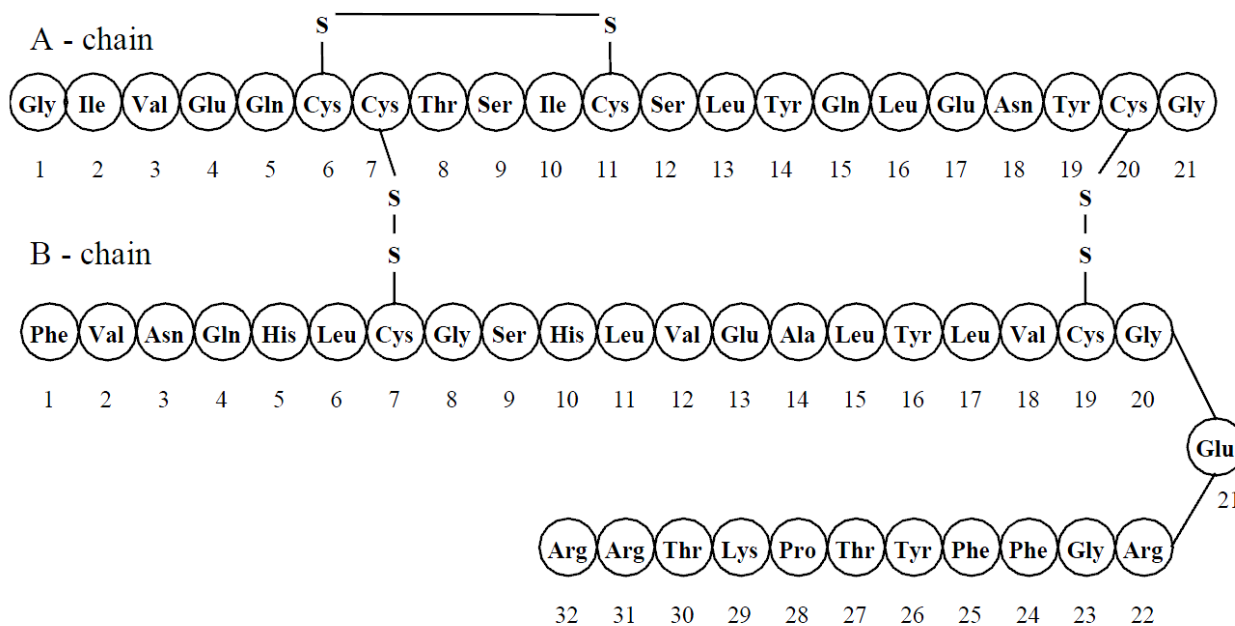 S S
A - chain
Gly Ile Val Glu Gln Cys Cys Thr Ser Ile Cys Ser Leu Tyr Gln Leu Glu Asn Tyr Cys Gly
1 2 3 4 5 6 7 8 9 10 11 12 13 14 15 16 17 18 19 20 21
S S
S S
B - chain
Phe Val Asn Gln His Leu Cys Gly Ser His Leu Val Glu Ala Leu Tyr Leu Val Cys Gly
1 2 3 4 5 6 7 8 9 10 11 12 13 14 15 16 17 18 19 20
Glu
21
Arg Arg Thr Lys Pro Thr Tyr Phe Phe Gly Arg
32 31 30 29 28 27 26 25 24 23 22